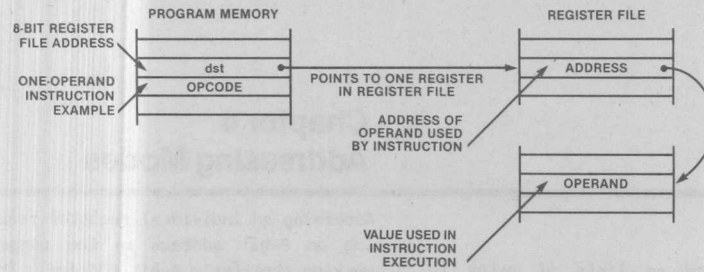 PROGRAM MEMORY
8-BIT REGISTER
FILE ADDRESS
dst
OPCODE
ONE-OPERAND
INSTRUCTION
EXAMPLE
POINTS TO ONE REGISTER
IN REGISTER FILE
REGISTER FILE
ADDRESS
ADDRESS OF
OPERAND USED
BY INSTRUCTION
OPERAND
VALUE USED IN
INSTRUCTION
EXECUTION